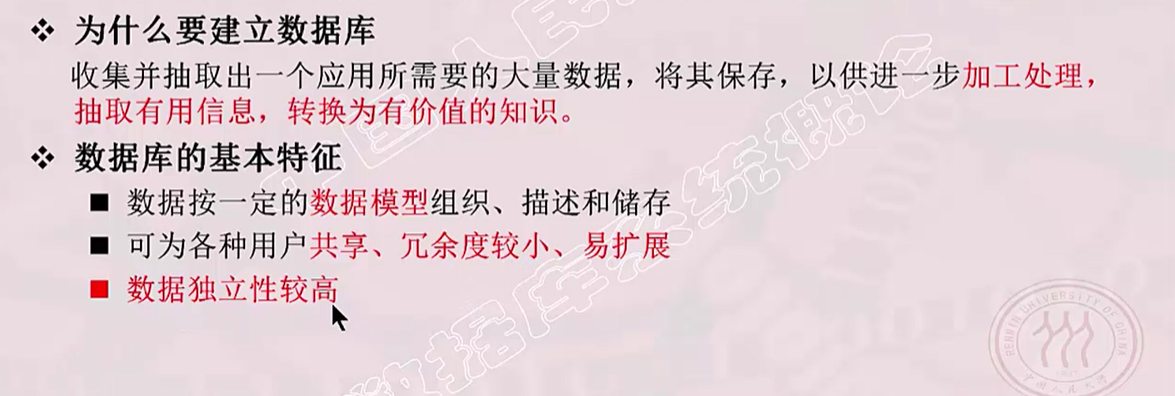 ❖ 为什么要建立数据库
收集并抽取出一个应用所需要的大量数据，将其保存，以供进一步加工处理，
抽取有用信息，转换为有价值的知识。
❖ 数据库的基本特征
■ 数据按一定的数据模型组织、描述和储存
■ 可为各种用户共享、冗余度较小、易扩展
■ 数据独立性较高
数据库系统概论
RENMIN UNIVERSITY OF CHINA
1937
中国人民大学